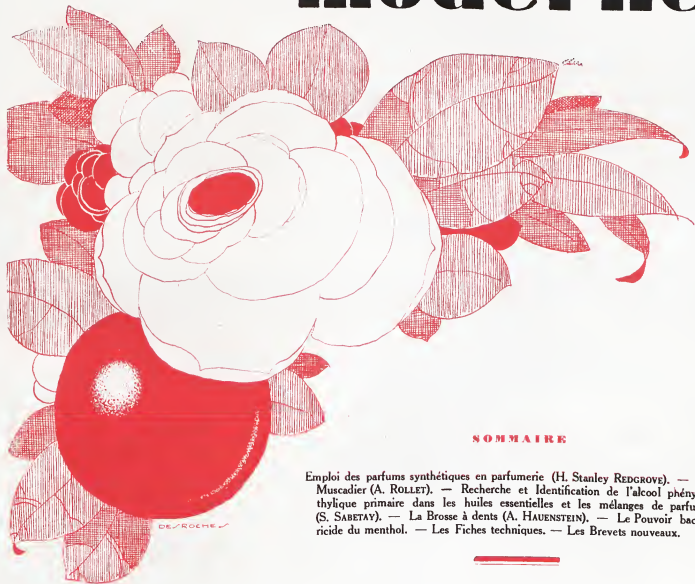 moderne
SOMMAIRE
Emploi des parfums synthétiques en parfumerie (H. Stanley REDGROVE). —
Muscadier (A. ROLLET). — Recherche et Identification de l'alcool phény
thylique primaire dans les huiles essentielles et les mélanges de parfu
(S. SABETAY). — La Brosse à dents (A. HAUENSTEIN). — Le Pouvoir bac
ricide du menthol. — Les Fiches techniques. — Les Brevets nouveaux.
DESROCHES